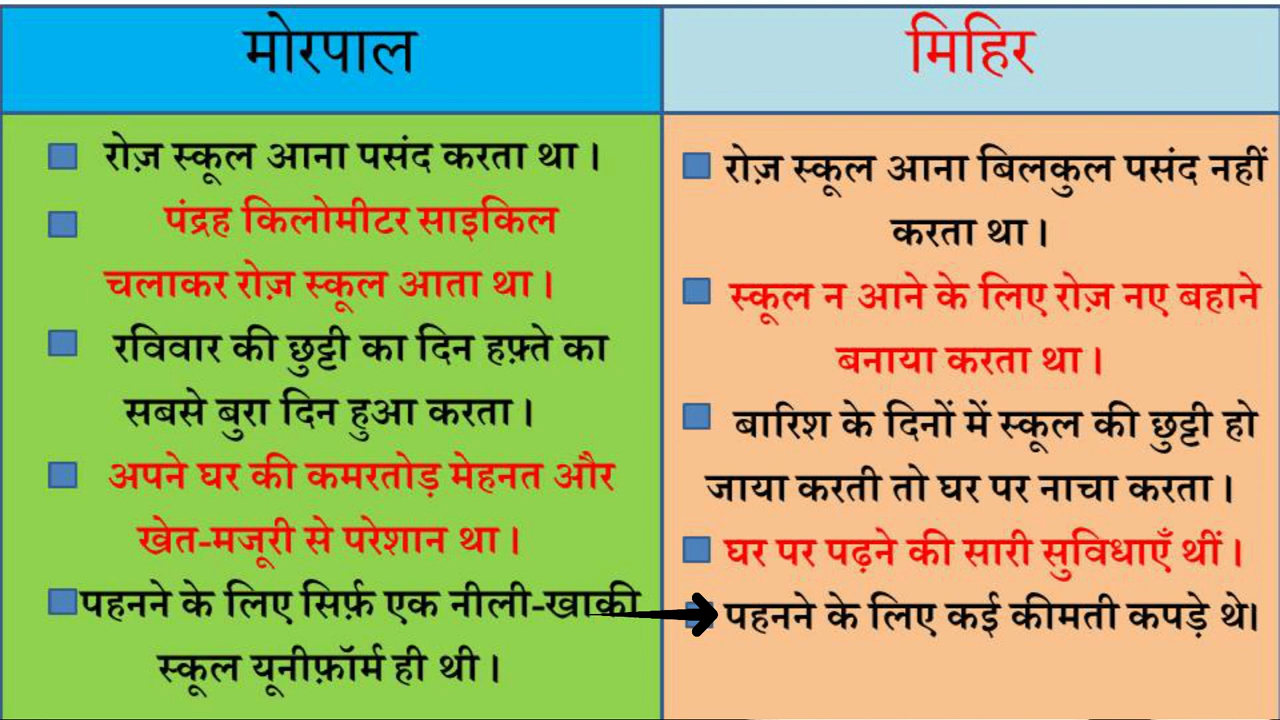 मोरपाल
रोज़ स्कूल आना पसंद करता था ।
पंद्रह किलोमीटर साइकिल
चलाकर रोज़ स्कूल आता था ।
रविवार की छुट्टी का दिन हफ़्ते का
सबसे बुरा दिन हुआ करता ।
अपने घर की कमरतोड़ मेहनत और
खेत-मजूरी से परेशान था ।
पहनने के लिए सिर्फ़ एक नीली-खाकी
स्कूल यूनीफ़ॉर्म ही थी ।
मिहिर
रोज़ स्कूल आना बिलकुल पसंद नहीं
करता था ।
स्कूल न आने के लिए रोज़ नए बहाने
बनाया करता था ।
बारिश के दिनों में स्कूल की छुट्टी हो
जाया करती तो घर पर नाचा करता ।
घर पर पढ़ने की सारी सुविधाएँ थीं ।
पहनने के लिए कई कीमती कपड़े थे।